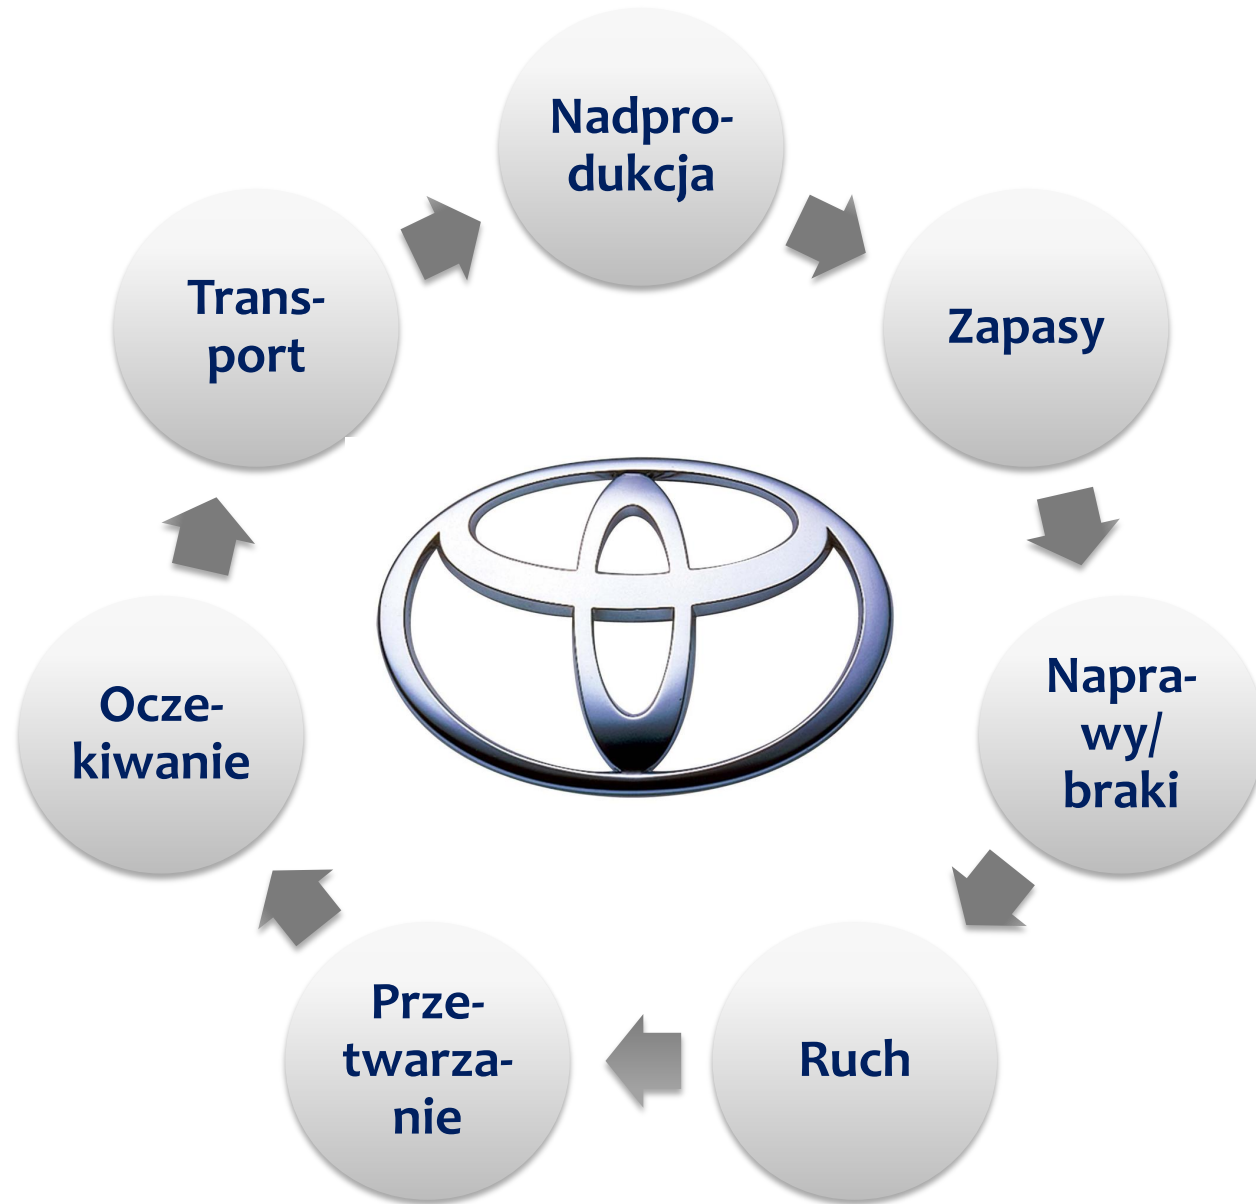 Nadpro-
dukcja
Zapasy
Napra-
wy/
braki
Ruch
Prze-
twarza-
nie
Ocze-
kiwanie
Trans-
port